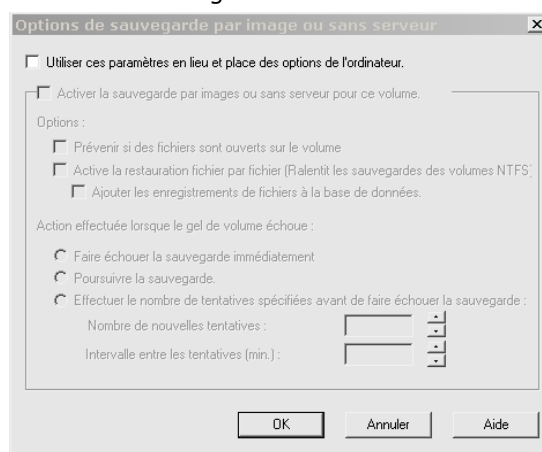 Options de sauvegarde par image ou sans serveur
Utiliser ces paramètres en lieu et place des options de l'ordinateur.
Activer la sauvegarde par images ou sans serveur pour ce volume.
Options :
Prévenir si des fichiers sont ouverts sur le volume
Active la restauration fichier par fichier (Ralentit les sauvegardes des volumes NTFS)
Ajouter les enregistrements de fichiers à la base de données.
Action effectuée lorsque le gel de volume échoue :
Faire échouer la sauvegarde immédiatement
Poursuivre la sauvegarde.
Effectuer le nombre de tentatives spécifiées avant de faire échouer la sauvegarde :
Nombre de nouvelles tentatives :
Intervalle entre les tentatives (min.) :
OK Annuler Aide